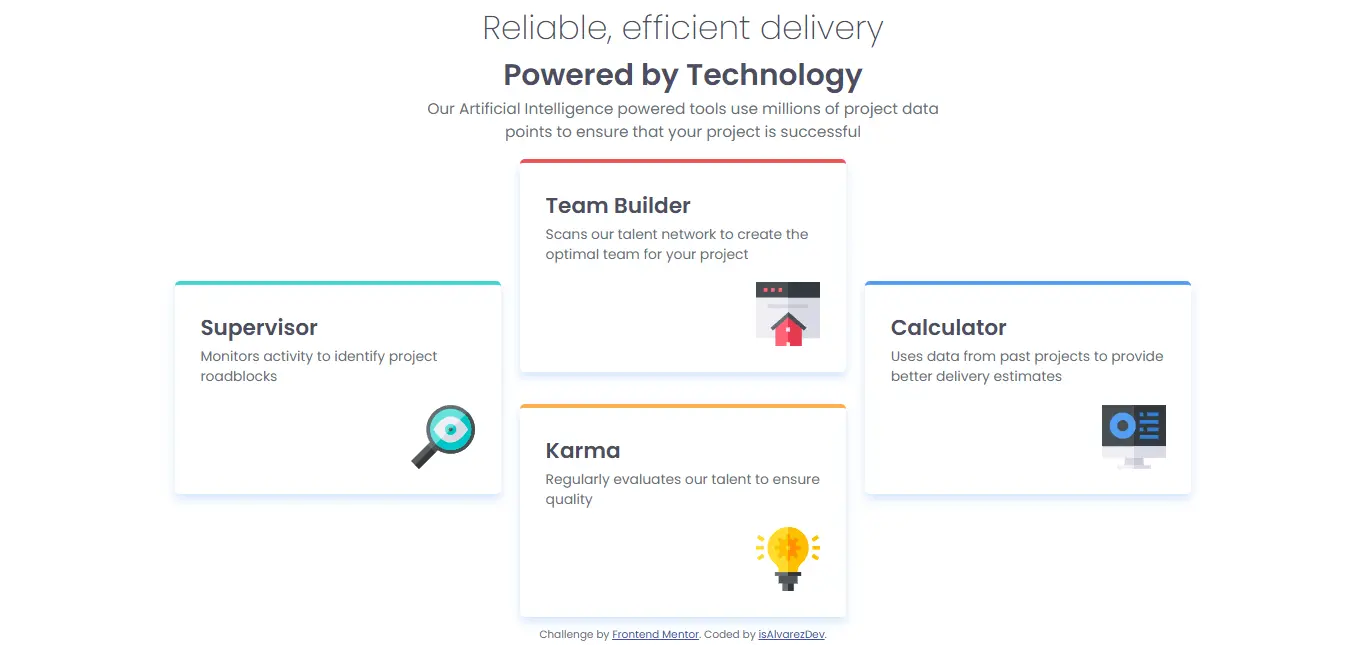 Reliable, efficient delivery
Powered by Technology
Our Artificial Intelligence powered tools use millions of project data
points to ensure that your project is successful
Supervisor
Monitors activity to identify project
roadblocks
Team Builder
Scans our talent network to create the
optimal team for your project
Karma
Regularly evaluates our talent to ensure
quality
Calculator
Uses data from past projects to provide
better delivery estimates
Challenge by Frontend Mentor. Coded by isAlvarezDev.